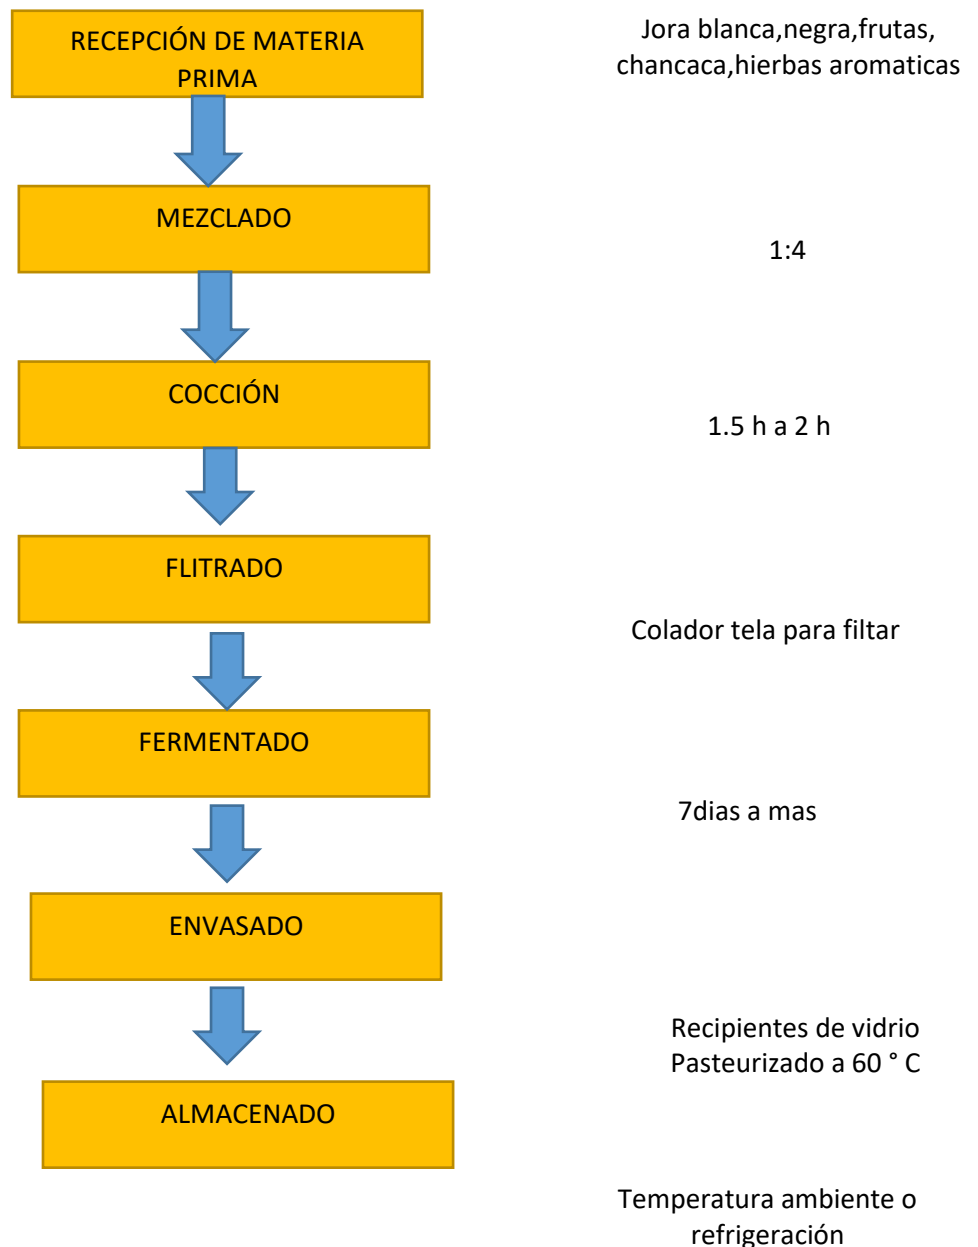 RECEPCIÓN DE MATERIA
PRIMA
Jora blanca,negra,frutas,
chancaca,hierbas aromaticas
MEZCLADO
1:4
COCCIÓN
1.5 h a 2 h
FLITRADO
Colador tela para filtar
FERMENTADO
7dias a mas
ENVASADO
Recipientes de vidrio
Pasteurizado a 60 ° C
ALMACENADO
Temperatura ambiente o
refrigeración